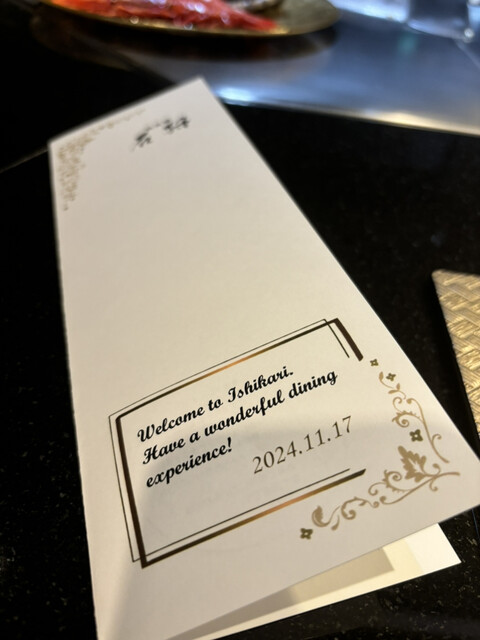 Welcome to Ishikari.
Have a wonderful dining
experience!
2024.11.17